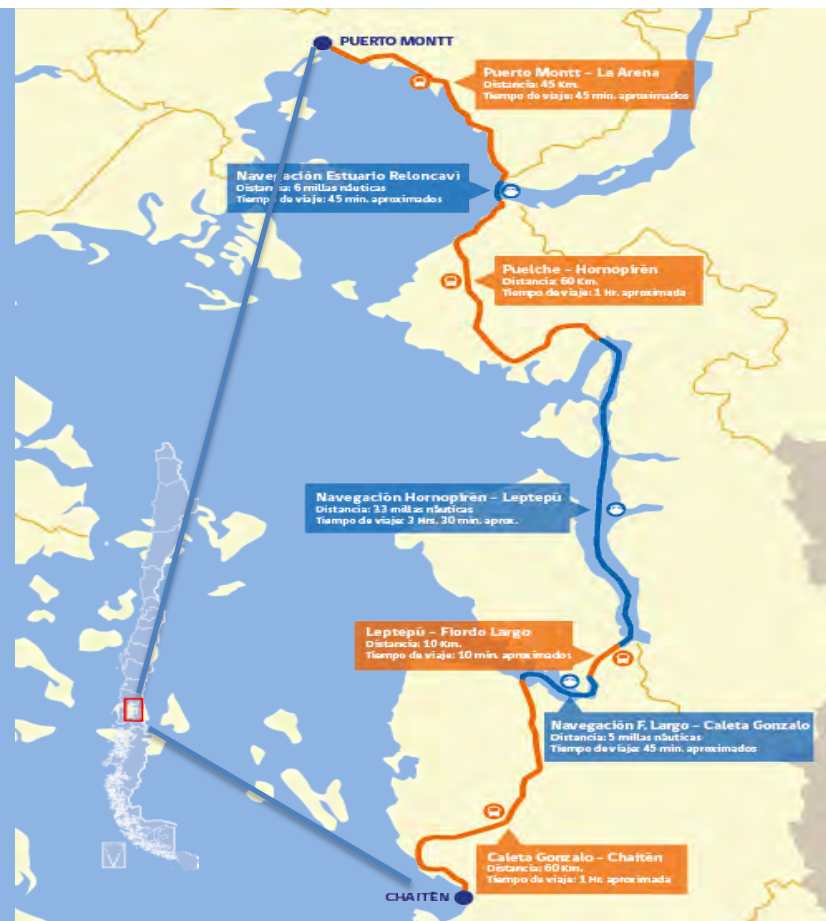 PUERTO MONTT
Puerto Montt – La Arena
Distancia: 45 Km.
Tiempo de viaje: 45 min. aproximados
Navegación Estuario Reloncaví
Distancia: 6 millas náuticas
Tiempo de viaje: 45 min. aproximados
Puelche – Hornopirén
Distancia: 60 Km.
Tiempo de viaje: 1 Hr. aproximada
Navegación Hornopirén – Leptepú
Distancia: 33 millas náuticas
Tiempo de viaje: 3 Hrs. 30 min. aprox.
Leptepú – Fiordo Largo
Distancia: 10 Km.
Tiempo de viaje: 10 min. aproximados
Navegación F. Largo – Caleta Gonzalo
Distancia: 5 millas náuticas
Tiempo de viaje: 45 min. aproximados
Caleta Gonzalo – Chaitén
Distancia: 60 Km.
Tiempo de viaje: 1 Hr. aproximada
CHAITÉN